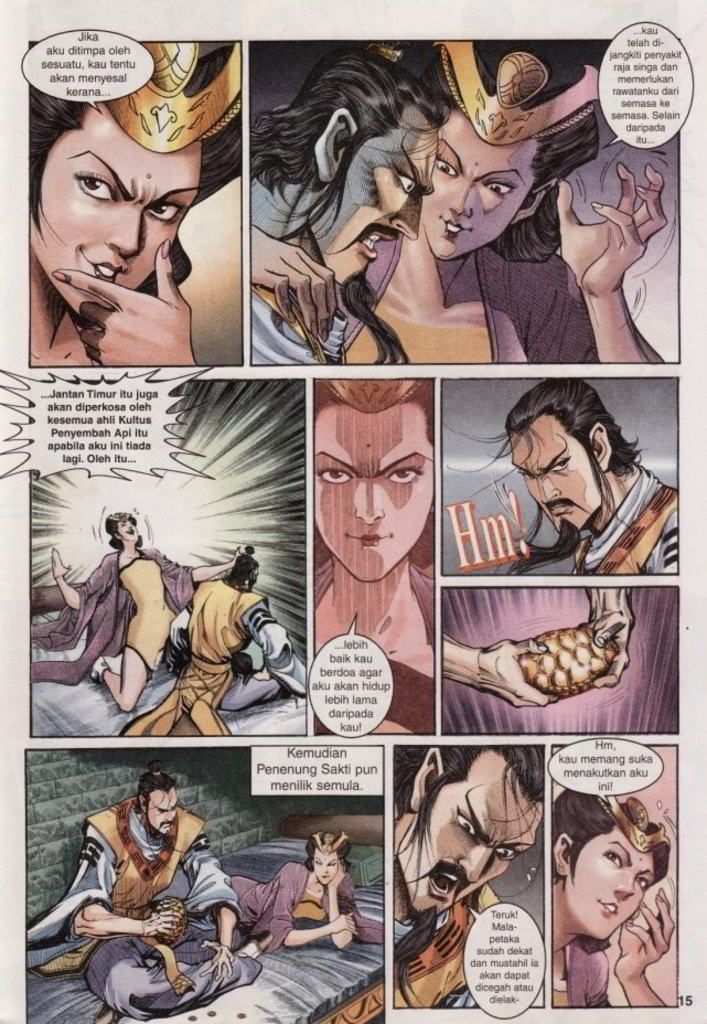 Jika
aku ditimpa oleh
sesuatu, kau tentu
akan menyesal
kerana...
...kau
telah di-
jangkiti penyakit
raja singa dan
memerlukan
rawatanku dari
semasa ke
semasa. Selain
daripada
itu...
...Jantan Timur itu juga
akan diperkosa oleh
kesemua ahli Kultus
Penyembah Api itu
apabila aku ini tiada
lagi. Oleh itu...
...lebih
baik kau
berdoa agar
aku akan hidup
lebih lama
daripada
kau!
Hm!
Kemudian
Penenung Sakti pun
menilik semula.
Teruk!
Mala-
petaka
sudah dekat
dan mustahil ia
akan dapat
dicegah atau
dielak-
Hm,
kau memang suka
menakutkan aku
ini!
15